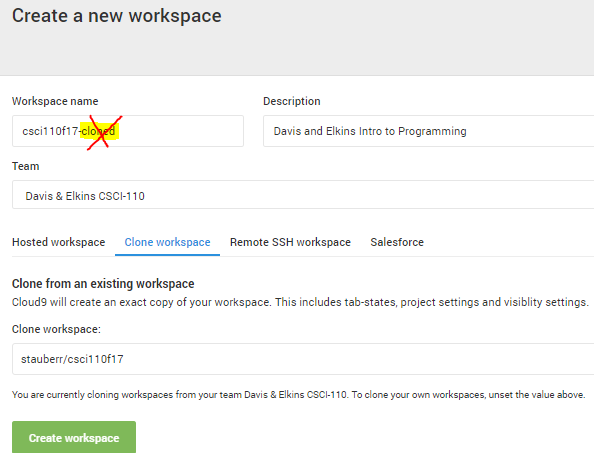 Create a new workspace
Workspace name Description
csci110f17-cloned Davis and Elkins Intro to Programming
Team
Davis & Elkins CSCI-110
Hosted workspace Clone workspace Remote SSH workspace Salesforce
Clone from an existing workspace
Cloud9 will create an exact copy of your workspace. This includes tab-states, project settings and visiblity settings.
Clone workspace:
stauberr/csci110f17
You are currently cloning workspaces from your team Davis & Elkins CSCI-110. To clone your own workspaces, unset the value above.
Create workspace